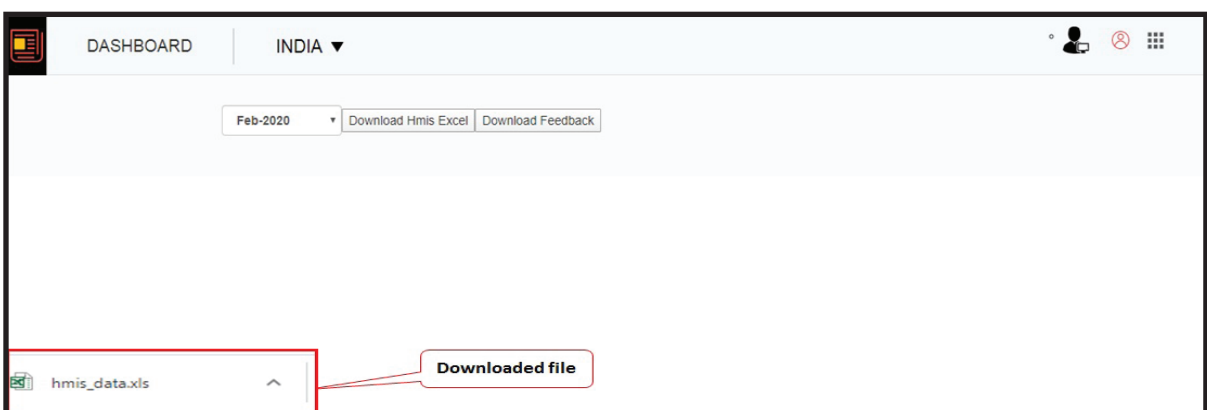 DASHBOARD INDIA ▼
Feb-2020 Download Hmis Excel Download Feedback
Downloaded file
hmis_data.xls